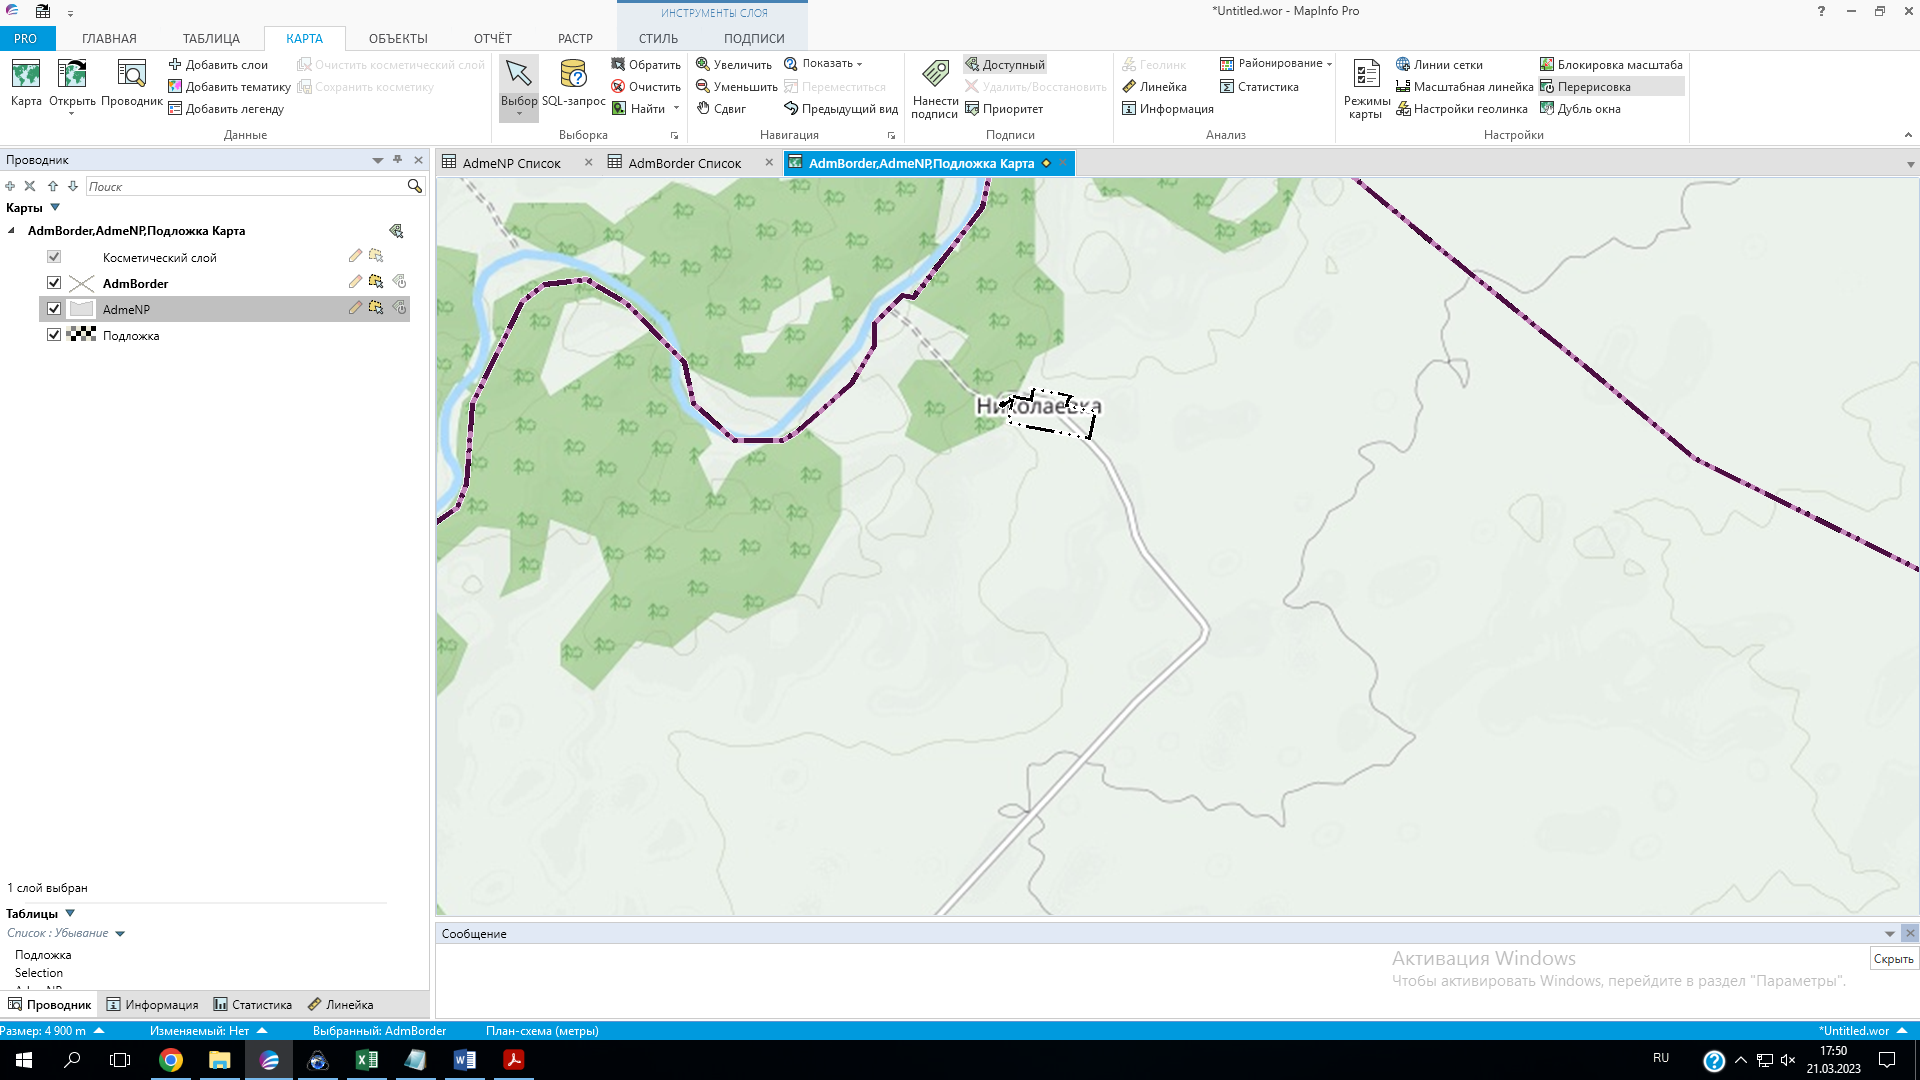 ИНСТРУМЕНТЫ СЛОЯ
*Untitled.wor - MapInfo Pro
?
PRO ГЛАВНАЯ ТАБЛИЦА КАРТА ОБЪЕКТЫ ОТЧЁТ РАСТР СТИЛЬ ПОДПИСИ
Карта
Открыть
Проводник
Добавить слои
Добавить тематику
Добавить легенду
Очистить косметический слой
Сохранить косметику
Данные
Выбор
SQL-запрос
Обратить
Очистить
Найти
Выборка
Увеличить
Уменьшить
Сдвиг
Показать
Переместиться
Предыдущий вид
Навигация
Нанести
подписи
Доступный
Удалить/Восстановить
Приоритет
Подписи
Геолинк
Линейка
Информация
Районирование
Статистика
Анализ
Режимы
карты
Линии сетки
Масштабная линейка
Настройки геолинка
Блокировка масштаба
Перерисовка
Дубль окна
Настройки
Проводник
Поиск
Карты
AdmBorder,AdmeNP,Подложка Карта
Косметический слой
AdmBorder
AdmeNP
Подложка
1 слой выбран
Таблицы
Список : Убывание
Подложка
Selection
Проводник Информация Статистика Линейка
AdmeNP Список
AdmBorder Список
AdmBorder,AdmeNP,Подложка Карта
Николаевка
Сообщение
Активация Windows
Чтобы активировать Windows, перейдите в раздел "Параметры".
Скрыть
Размер: 4 900 m Изменяемый: Нет Выбранный: AdmBorder План-схема (метры) *Untitled.wor
RU
17:50
21.03.2023